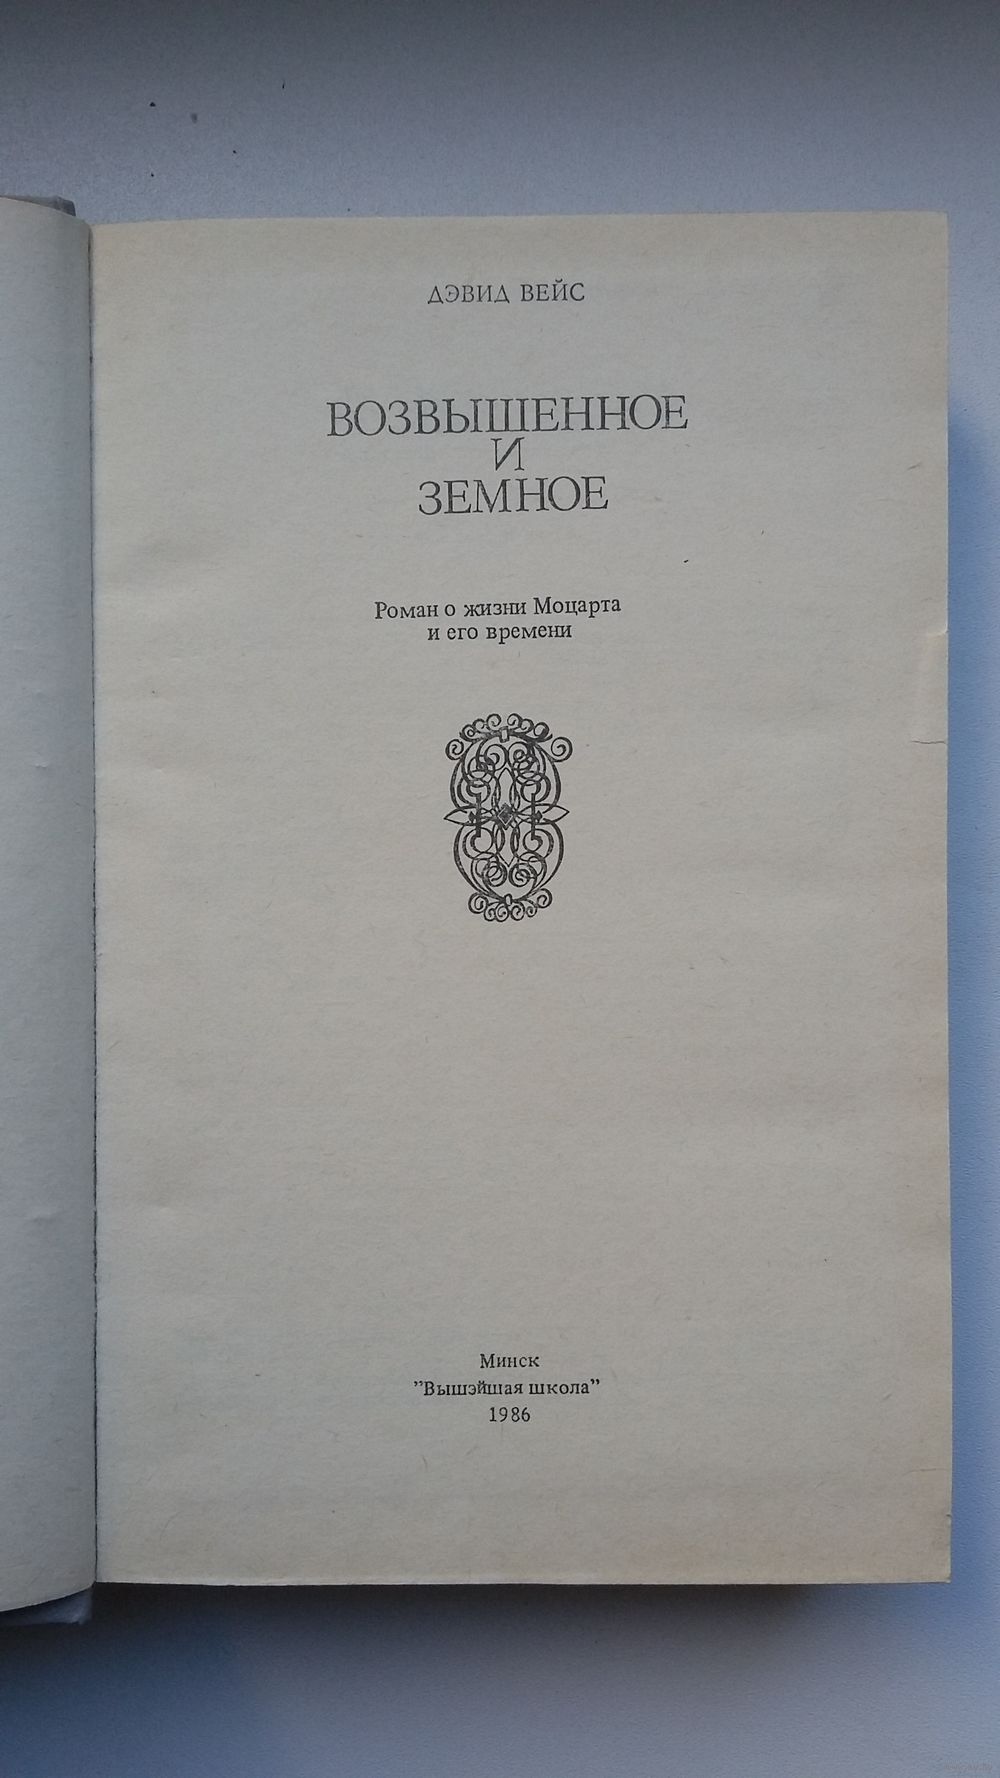 ДЭВИД ВЕЙС
ВОЗВЫШЕННОЕ
И
ЗЕМНОЕ
Роман о жизни Моцарта
и его времени
Минск
”Вышэйшая школа”
1986